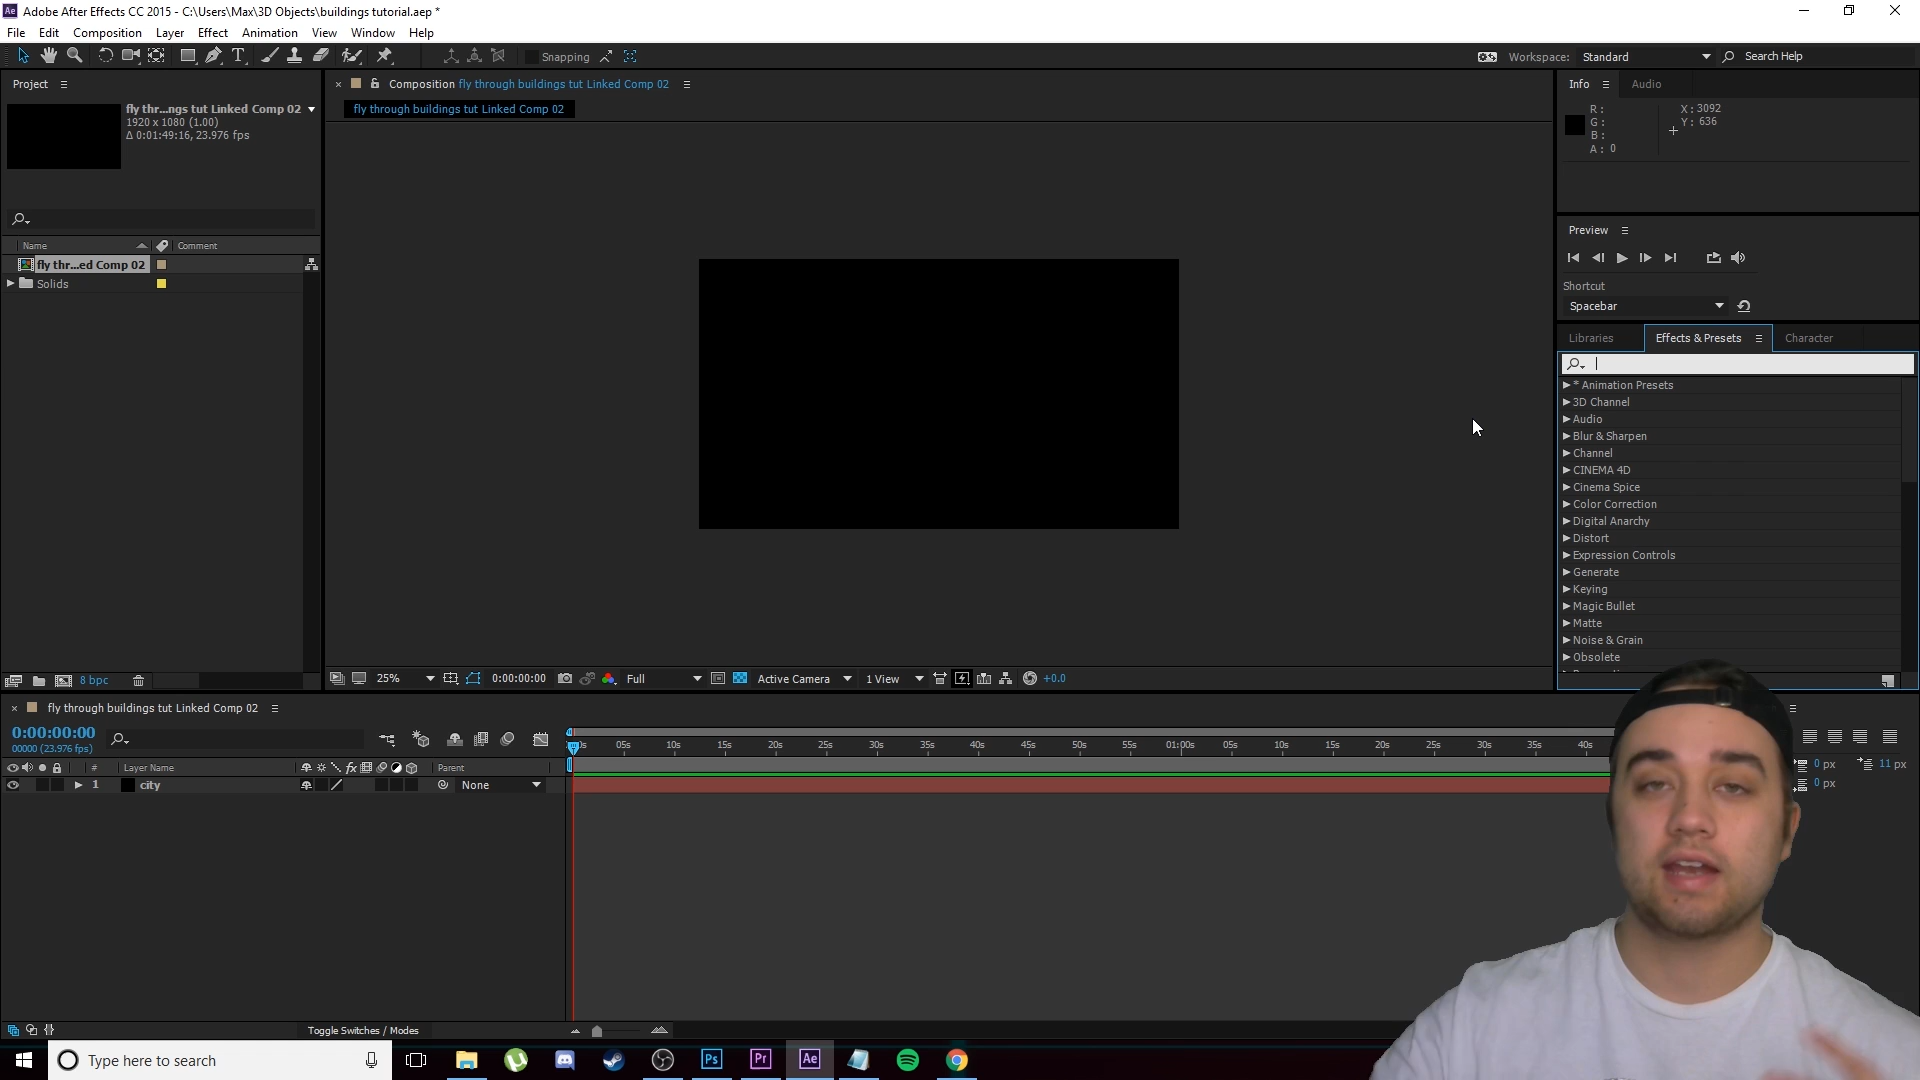 Ae Adobe After Effects CC 2015 - C:\Users\Max\3D Objects\buildings tutorial.aep *
File Edit Composition Layer Effect Animation View Window Help
Snapping
Workspace: Standard Search Help
Project
fly thr...ngs tut Linked Comp 02
1920 x 1080 (1.00)
Δ 0:01:49:16, 23.976 fps
Name Comment
fly thr...ed Comp 02
Solids
8 bpc
Composition fly through buildings tut Linked Comp 02
fly through buildings tut Linked Comp 02
25% 0:00:00:00 Full Active Camera 1 View +0.0
Info Audio
R:
G:
B:
A: 0
X: 3092
Y: 636
Preview
Shortcut
Spacebar
Libraries Effects & Presets Character
* Animation Presets
3D Channel
Audio
Blur & Sharpen
Channel
CINEMA 4D
Cinema Spice
Color Correction
Digital Anarchy
Distort
Expression Controls
Generate
Keying
Magic Bullet
Matte
Noise & Grain
Obsolete
fly through buildings tut Linked Comp 02
0:00:00:00
00000 (23.976 fps)
05s 10s 15s 20s 25s 30s 35s 40s 45s 50s 55s 01:00s 05s 10s 15s 20s 25s 30s 35s 40s
# Layer Name fx Parent
1 city None
0 px 11 px
0 px
Toggle Switches / Modes
Type here to search
Ps Pr Ae